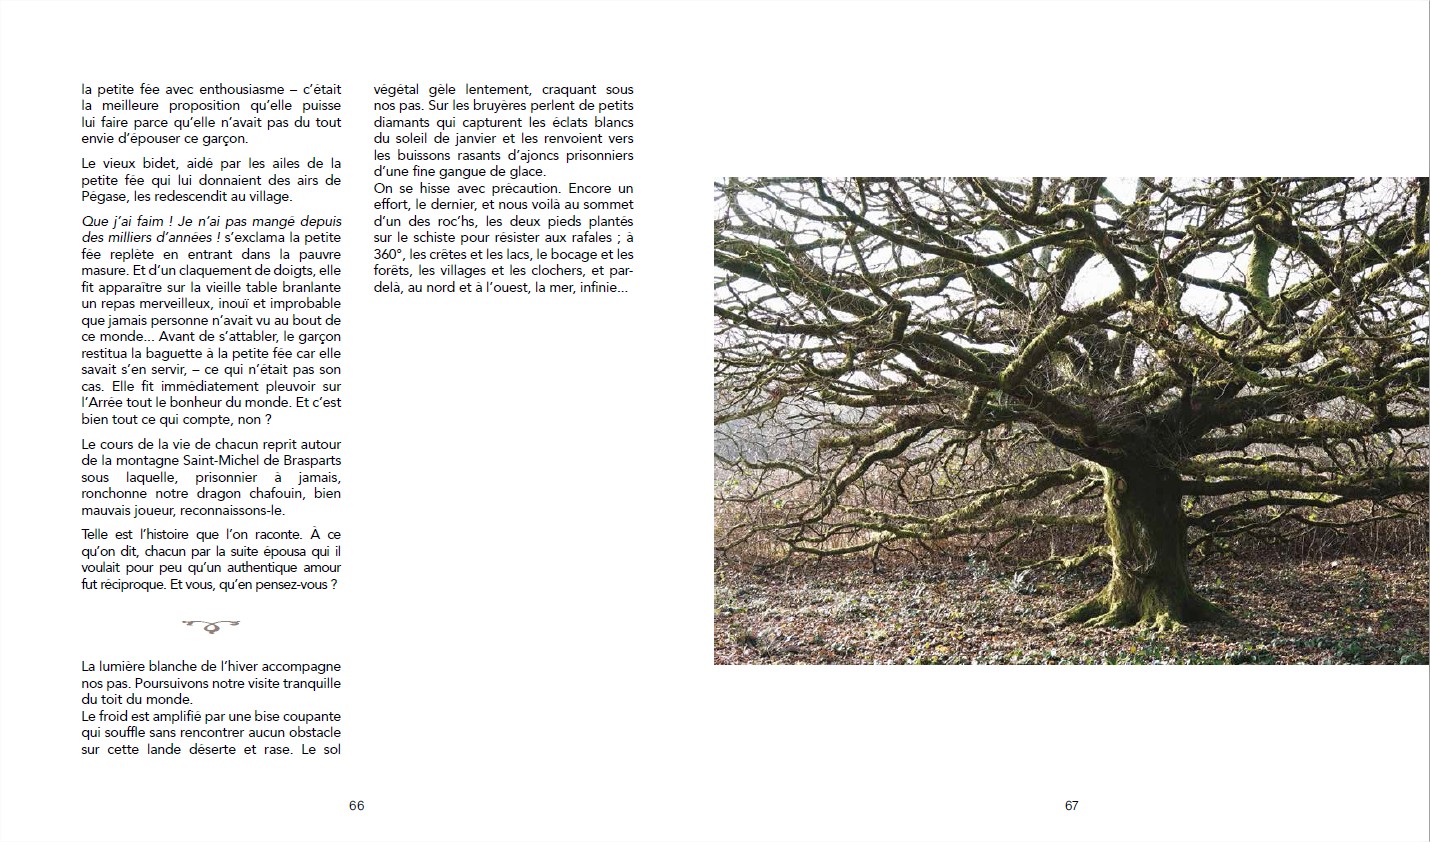 la petite fée avec enthousiasme – c’était
la meilleure proposition qu’elle puisse
lui faire parce qu’elle n’avait pas du tout
envie d’épouser ce garçon.
Le vieux bidet, aidé par les ailes de la
petite fée qui lui donnaient des airs de
Pégase, les redescendit au village.
Que j’ai faim ! Je n’ai pas mangé depuis
des milliers d’années ! s’exclama la petite
fée replète en entrant dans la pauvre
masure. Et d’un claquement de doigts, elle
fit apparaître sur la vieille table branlante
un repas merveilleux, inouï et improbable
que jamais personne n’avait vu au bout de
ce monde... Avant de s’attabler, le garçon
restitua la baguette à la petite fée car elle
savait s’en servir, – ce qui n’était pas son
cas. Elle fit immédiatement pleuvoir sur
l’Arrée tout le bonheur du monde. Et c’est
bien tout ce qui compte, non ?
Le cours de la vie de chacun reprit autour
de la montagne Saint-Michel de Brasparts
sous laquelle, prisonnier à jamais,
ronchonne notre dragon chafouin, bien
mauvais joueur, reconnaissons-le.
Telle est l’histoire que l’on raconte. À ce
qu’on dit, chacun par la suite épousa qui il
voulait pour peu qu’un authentique amour
fut réciproque. Et vous, qu’en pensez-vous ?
La lumière blanche de l’hiver accompagne
nos pas. Poursuivons notre visite tranquille
du toit du monde.
Le froid est amplifié par une bise coupante
qui souffle sans rencontrer aucun obstacle
sur cette lande déserte et rase. Le sol
végétal gèle lentement, craquant sous
nos pas. Sur les bruyères perlent de petits
diamants qui capturent les éclats blancs
du soleil de janvier et les renvoient vers
les buissons rasants d’ajoncs prisonniers
d’une fine gangue de glace.
On se hisse avec précaution. Encore un
effort, le dernier, et nous voilà au sommet
d’un des roc’hs, les deux pieds plantés
sur le schiste pour résister aux rafales ; à
360°, les crêtes et les lacs, le bocage et les
forêts, les villages et les clochers, et par-
delà, au nord et à l’ouest, la mer, infinie...
66
67